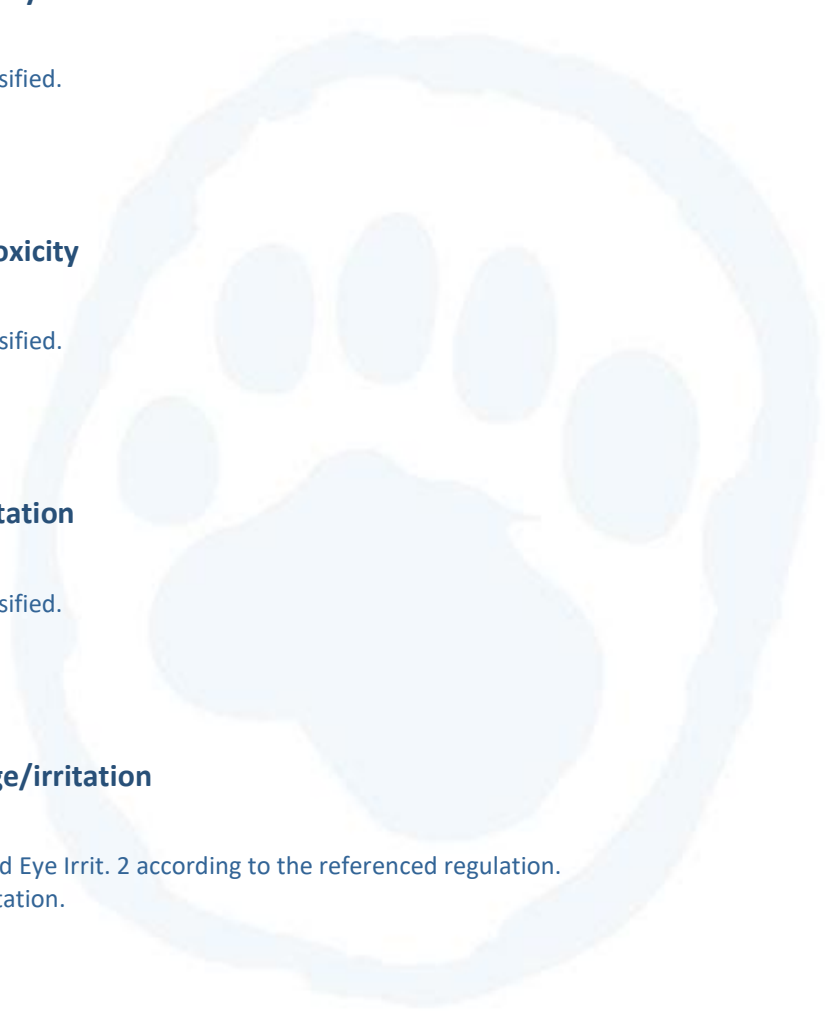 sified.
oxicity
sified.
tation
sified.
ge/irritation
d Eye Irrit. 2 according to the referenced regulation.
tation.